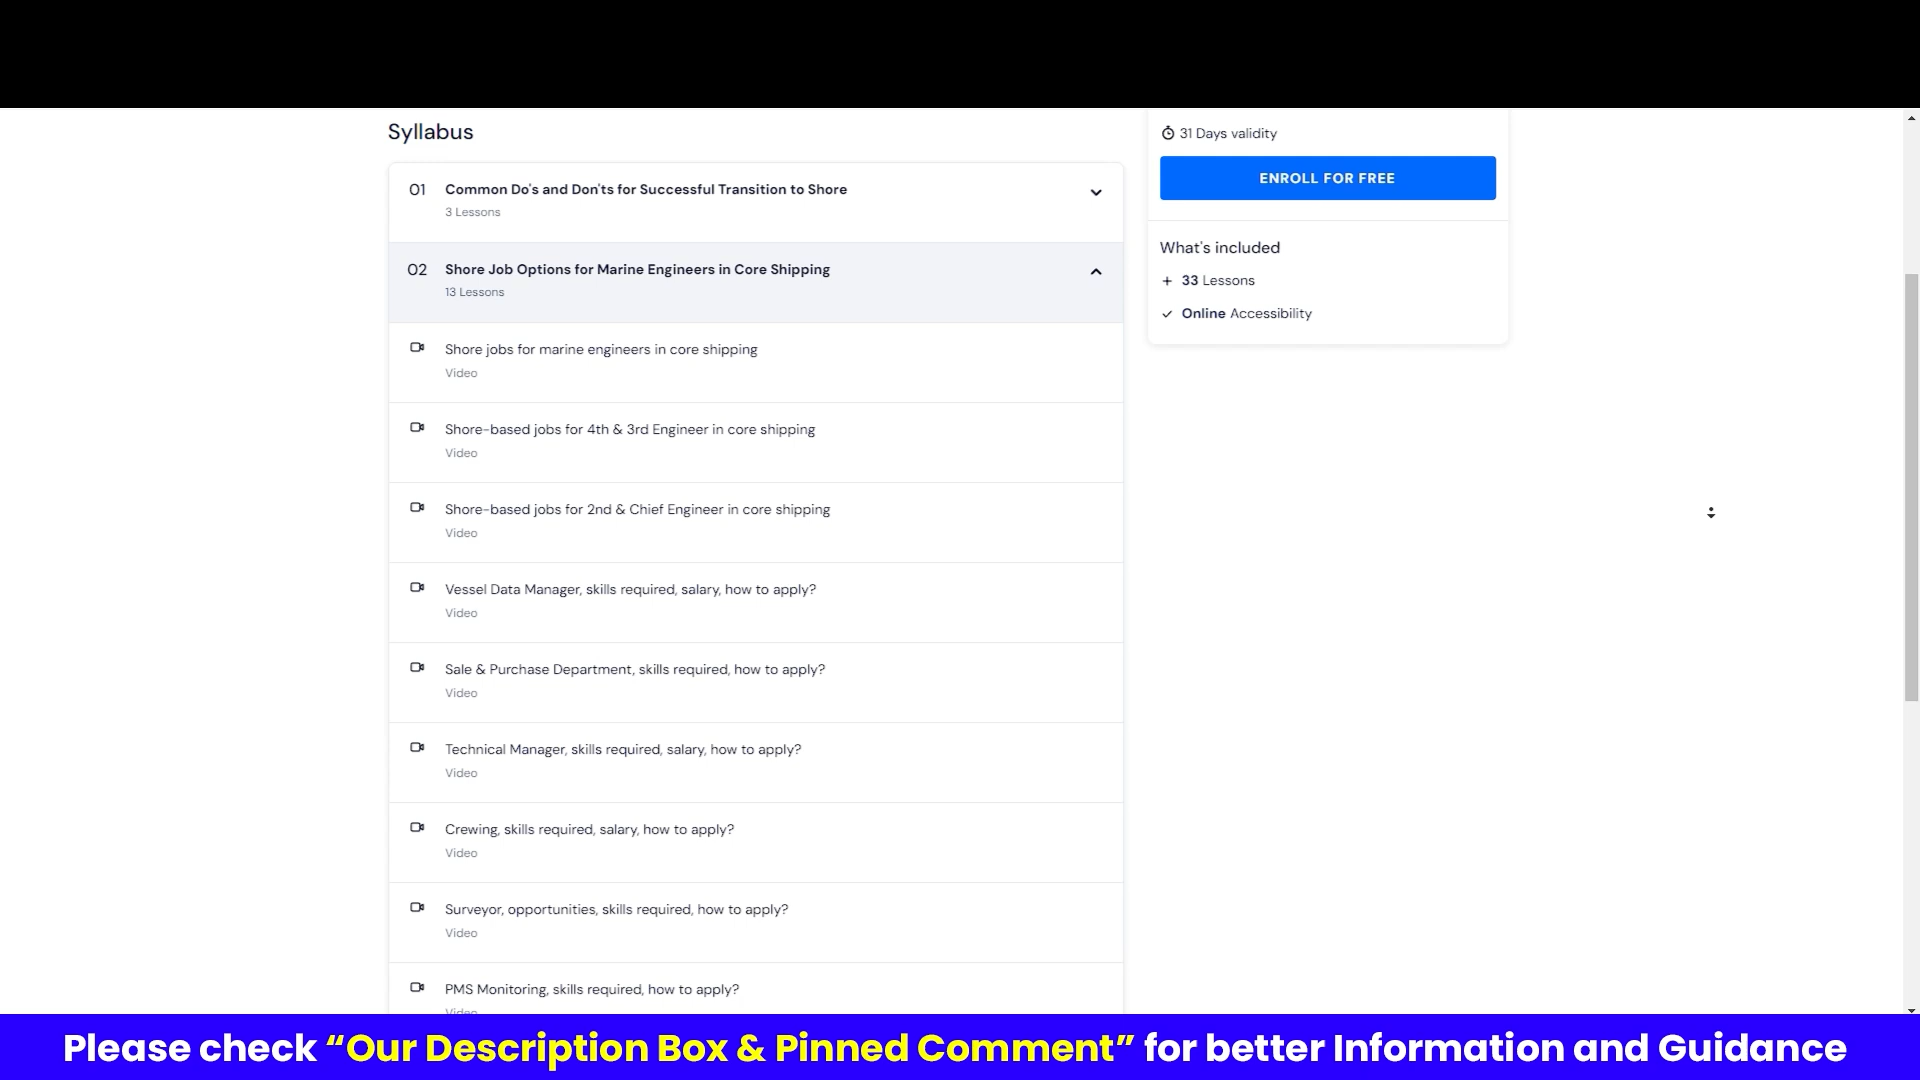 Syllabus
01 Common Do's and Don'ts for Successful Transition to Shore
3 Lessons
02 Shore Job Options for Marine Engineers in Core Shipping
13 Lessons
Shore jobs for marine engineers in core shipping
Video
Shore-based jobs for 4th & 3rd Engineer in core shipping
Video
Shore-based jobs for 2nd & Chief Engineer in core shipping
Video
Vessel Data Manager, skills required, salary, how to apply?
Video
Sale & Purchase Department, skills required, how to apply?
Video
Technical Manager, skills required, salary, how to apply?
Video
Crewing, skills required, salary, how to apply?
Video
Surveyor, opportunities, skills required, how to apply?
Video
PMS Monitoring, skills required, how to apply?
Video
31 Days validity
ENROLL FOR FREE
What's included
+ 33 Lessons
Online Accessibility
Please check “Our Description Box & Pinned Comment” for better Information and Guidance